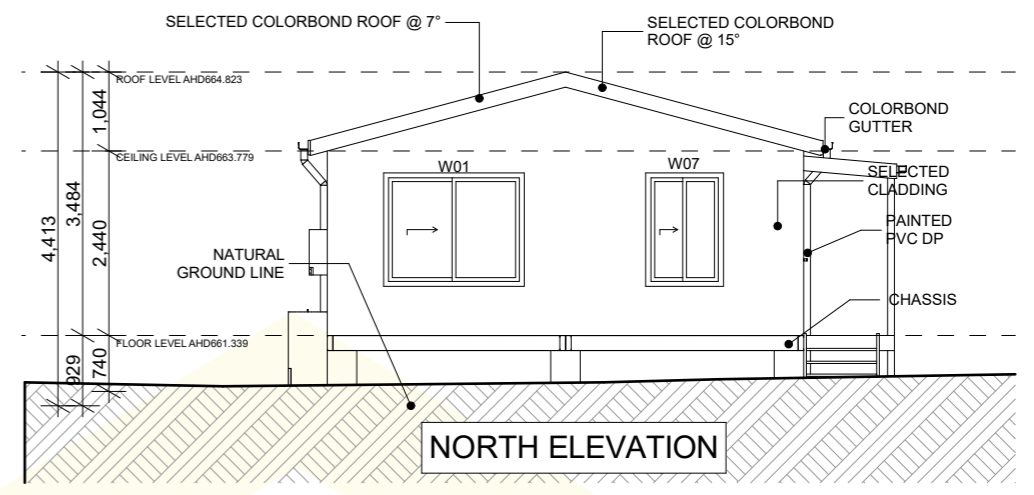 SELECTED COLORBOND ROOF @ 7°
SELECTED COLORBOND
ROOF @ 15°
ROOF LEVEL AHD664.823
COLORBOND
GUTTER
CEILING LEVEL AHD663.779
W01
W07
SELECTED
CLADDING
PAINTED
PVC DP
NATURAL
GROUND LINE
CHASSIS
FLOOR LEVEL AHD661.339
4,413
3,484
929
1,044
2,440
740
NORTH ELEVATION